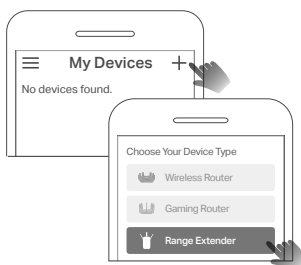 My Devices
No devices found.
Choose Your Device Type
Wireless Router
Gaming Router
Range Extender